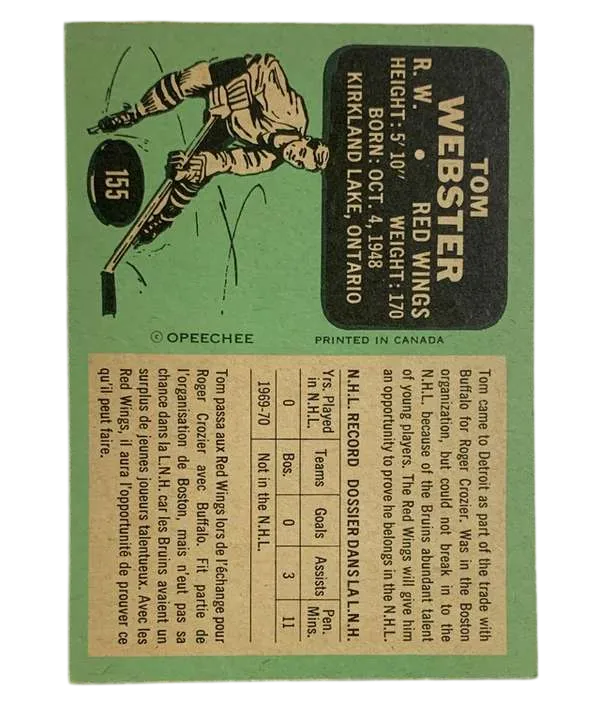 TOM
WEBSTER
R. W. • RED WINGS
HEIGHT: 5' 10" WEIGHT: 170
BORN: OCT. 4, 1948
KIRKLAND LAKE, ONTARIO
155
© OPEECHEE
PRINTED IN CANADA
Tom came to Detroit as part of the trade with
Buffalo for Roger Crozier. Was in the Boston
organization, but could not break in to the
N.H.L. because of the Bruins abundant talent
of young players. The Red Wings will give him
an opportunity to prove he belongs in the N.H.L.
N.H.L. RECORD DOSSIER DANS LA L.N.H.
Yrs. Played Teams Goals Assists Pen.
in N.H.L. Mins.
0 Bos. 0 3 11
1969-70 Not in the N.H.L.
Tom passa aux Red Wings lors de l'échange pour
Roger Crozier avec Buffalo. Fit partie de
l'organisation de Boston, mais n'eut pas sa
chance dans la L.N.H. car les Bruins avaient un
surplus de jeunes joueurs talentueux. Avec les
Red Wings, il aura l'opportunité de prouver ce
qu'il peut faire.